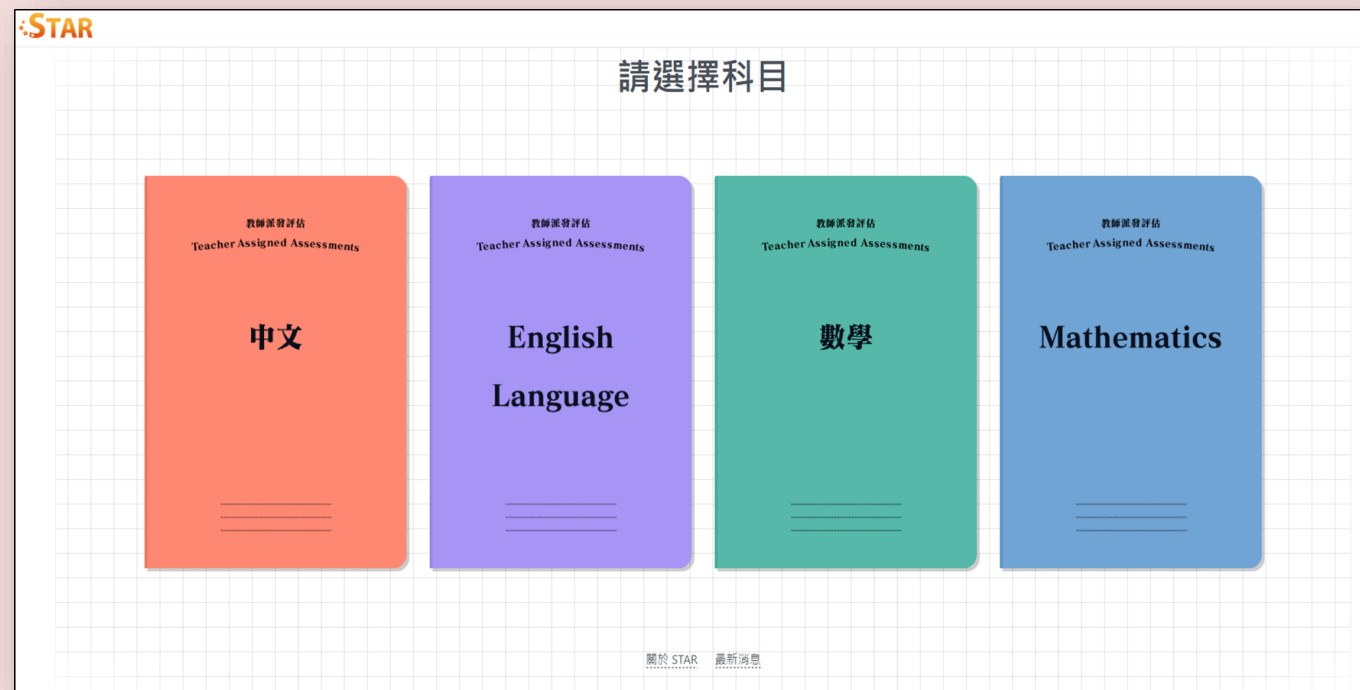 STAR
請選擇科目
教師派發評估
Teacher Assigned Assessments
中文
教師派發評估
Teacher Assigned Assessments
English
Language
教師派發評估
Teacher Assigned Assessments
數學
教師派發評估
Teacher Assigned Assessments
Mathematics
關於 STAR 最新消息